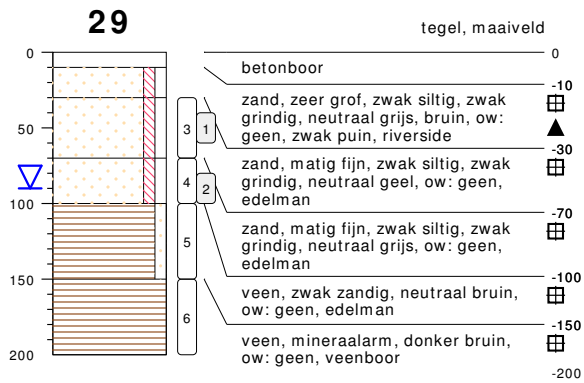 29
tegel, maaiveld
0
0
betonboor
-10
zand, zeer grof, zwak siltig, zwak
grindig, neutraal grijs, bruin, ow:
geen, zwak puin, riverside
50
3
1
-30
zand, matig fijn, zwak siltig, zwak
grindig, neutraal geel, ow: geen,
edelman
4
2
-70
100
zand, matig fijn, zwak siltig, zwak
grindig, neutraal grijs, ow: geen,
edelman
5
-100
150
veen, zwak zandig, neutraal bruin,
ow: geen, edelman
-150
6
veen, mineraalarm, donker bruin,
ow: geen, veenboor
200
-200